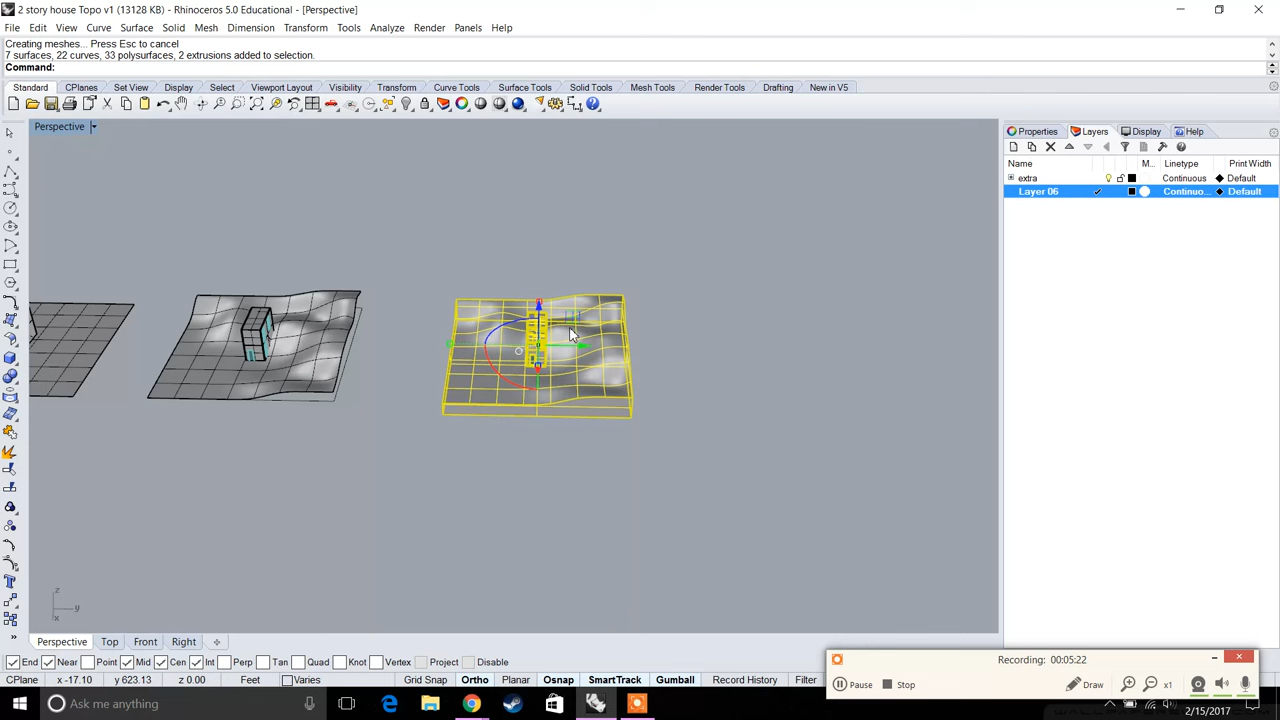 2 story house Topo v1 (13128 KB) - Rhinoceros 5.0 Educational - [Perspective]
File Edit View Curve Surface Solid Mesh Dimension Transform Tools Analyze Render Panels Help
Creating meshes... Press Esc to cancel
7 surfaces, 22 curves, 33 polysurfaces, 2 extrusions added to selection.
Command:
Standard CPlanes Set View Display Select Viewport Layout Visibility Transform Curve Tools Surface Tools Solid Tools Mesh Tools Render Tools Drafting New in V5
Perspective
Properties Layers Display Help
Name M... Linetype Print Width
extra Continuous Default
Layer 06 Continuo... Default
z
y
x
Perspective Top Front Right
End Near Point Mid Cen Int Perp Tan Quad Knot Vertex Project Disable
CPlane x -17.10 y 623.13 z 0.00 Feet Varies Grid Snap Ortho Planar Osnap SmartTrack Gumball Record History Filter
Recording: 00:05:22
Pause Stop Draw x1
Ask me anything
2/15/2017